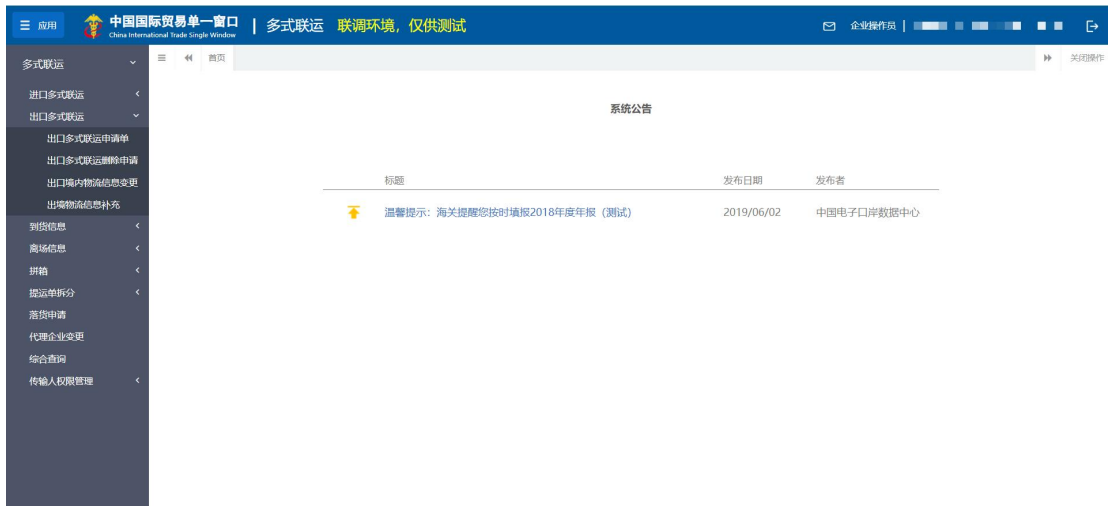 应用
中国国际贸易单一窗口
China International Trade Single Window
多式联运 联调环境，仅供测试
企业操作员
多式联运
首页
关闭操作
进口多式联运
出口多式联运
出口多式联运申请单
出口多式联运删除申请
出口境内物流信息变更
出境物流信息补充
到货信息
离场信息
拼箱
提运单拆分
落货申请
代理企业变更
综合查询
传输人权限管理
系统公告
标题 发布日期 发布者
温馨提示：海关提醒您按时填报2018年度年报（测试） 2019/06/02 中国电子口岸数据中心